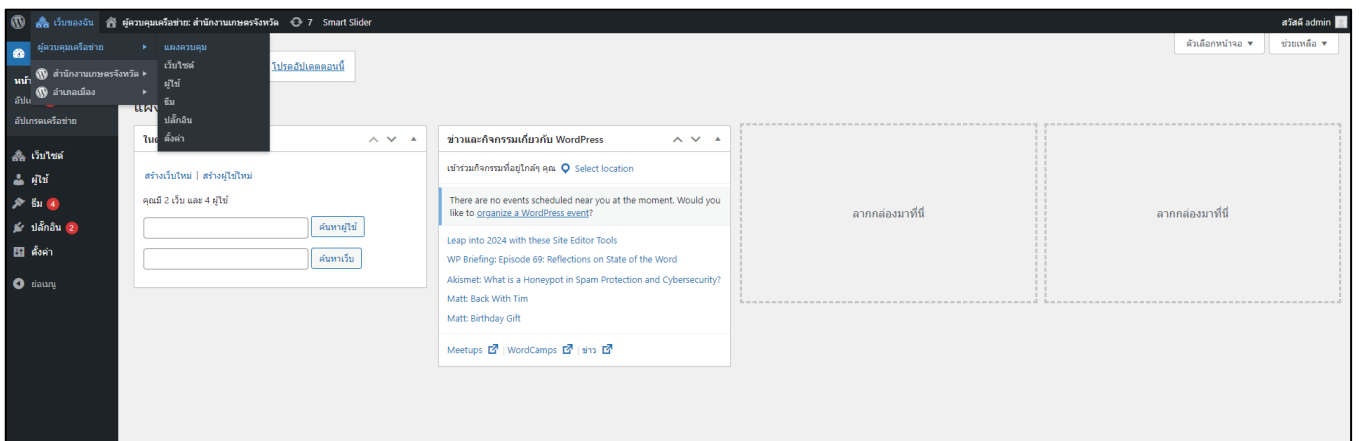 เว็บของฉัน ผู้ควบคุมเครือข่าย: สำนักงานเกษตรจังหวัด 7 Smart Slider สวัสดี admin
ตัวเลือกหน้าจอ ▼ ช่วยเหลือ ▼
ผู้ควบคุมเครือข่าย
สำนักงานเกษตรจังหวัด
อำเภอเมือง
แผงควบคุม
เว็บไซต์
ผู้ใช้
ธีม
ปลั๊กอิน
ตั้งค่า
โปรดอัปเดตตอนนี้
อัปเกรดเครือข่าย
เว็บไซต์
ผู้ใช้
ธีม 4
ปลั๊กอิน 2
ตั้งค่า
ย่อเมนู
สร้างเว็บใหม่ | สร้างผู้ใช้ใหม่
คุณมี 2 เว็บ และ 4 ผู้ใช้
ค้นหาผู้ใช้
ค้นหาเว็บ
ข่าวและกิจกรรมเกี่ยวกับ WordPress
เข้าร่วมกิจกรรมที่อยู่ใกล้ๆ คุณ Select location
There are no events scheduled near you at the moment. Would you
like to organize a WordPress event?
Leap into 2024 with these Site Editor Tools
WP Briefing: Episode 69: Reflections on State of the Word
Akismet: What is a Honeypot in Spam Protection and Cybersecurity?
Matt: Back With Tim
Matt: Birthday Gift
Meetups | WordCamps | ข่าว
ลากกล่องมาที่นี่
ลากกล่องมาที่นี่